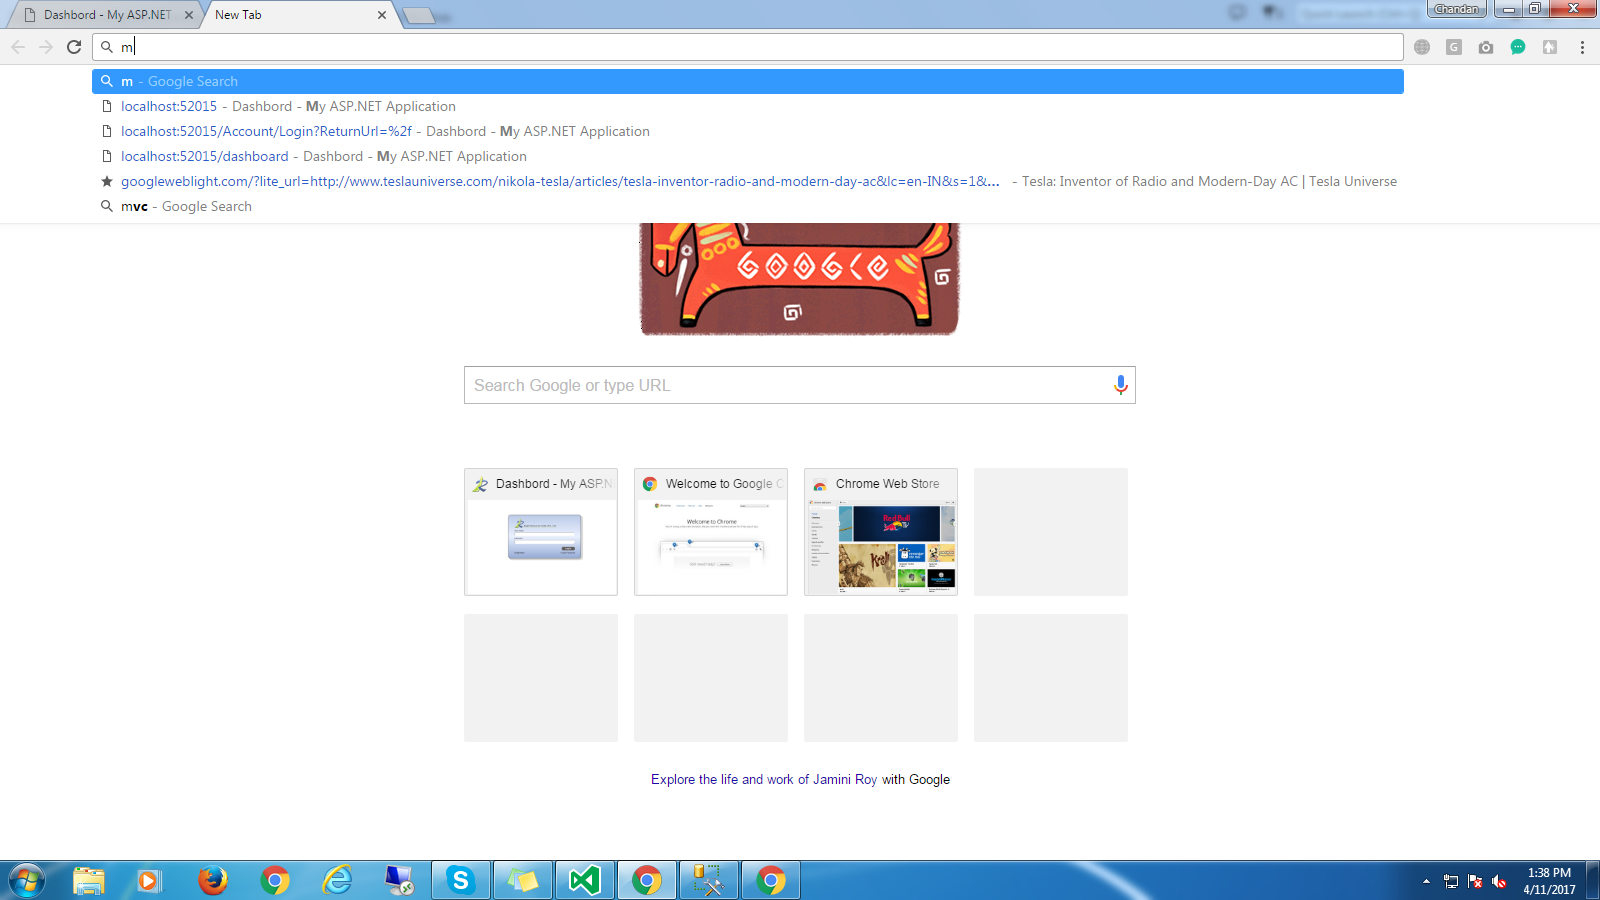 Dashbord - My ASP.NET
New Tab
Chandan
m
m - Google Search
localhost:52015 - Dashbord - My ASP.NET Application
localhost:52015/Account/Login?ReturnUrl=%2f - Dashbord - My ASP.NET Application
localhost:52015/dashboard - Dashbord - My ASP.NET Application
googleweblight.com/?lite_url=http://www.teslauniverse.com/nikola-tesla/articles/tesla-inventor-radio-and-modern-day-ac&lc=en-IN&s=1&... - Tesla: Inventor of Radio and Modern-Day AC | Tesla Universe
mvc - Google Search
Search Google or type URL
Dashbord - My ASP.N
Welcome to Google C
Chrome Web Store
Welcome to Chrome
Red Bull
Explore the life and work of Jamini Roy with Google
1:38 PM
4/11/2017